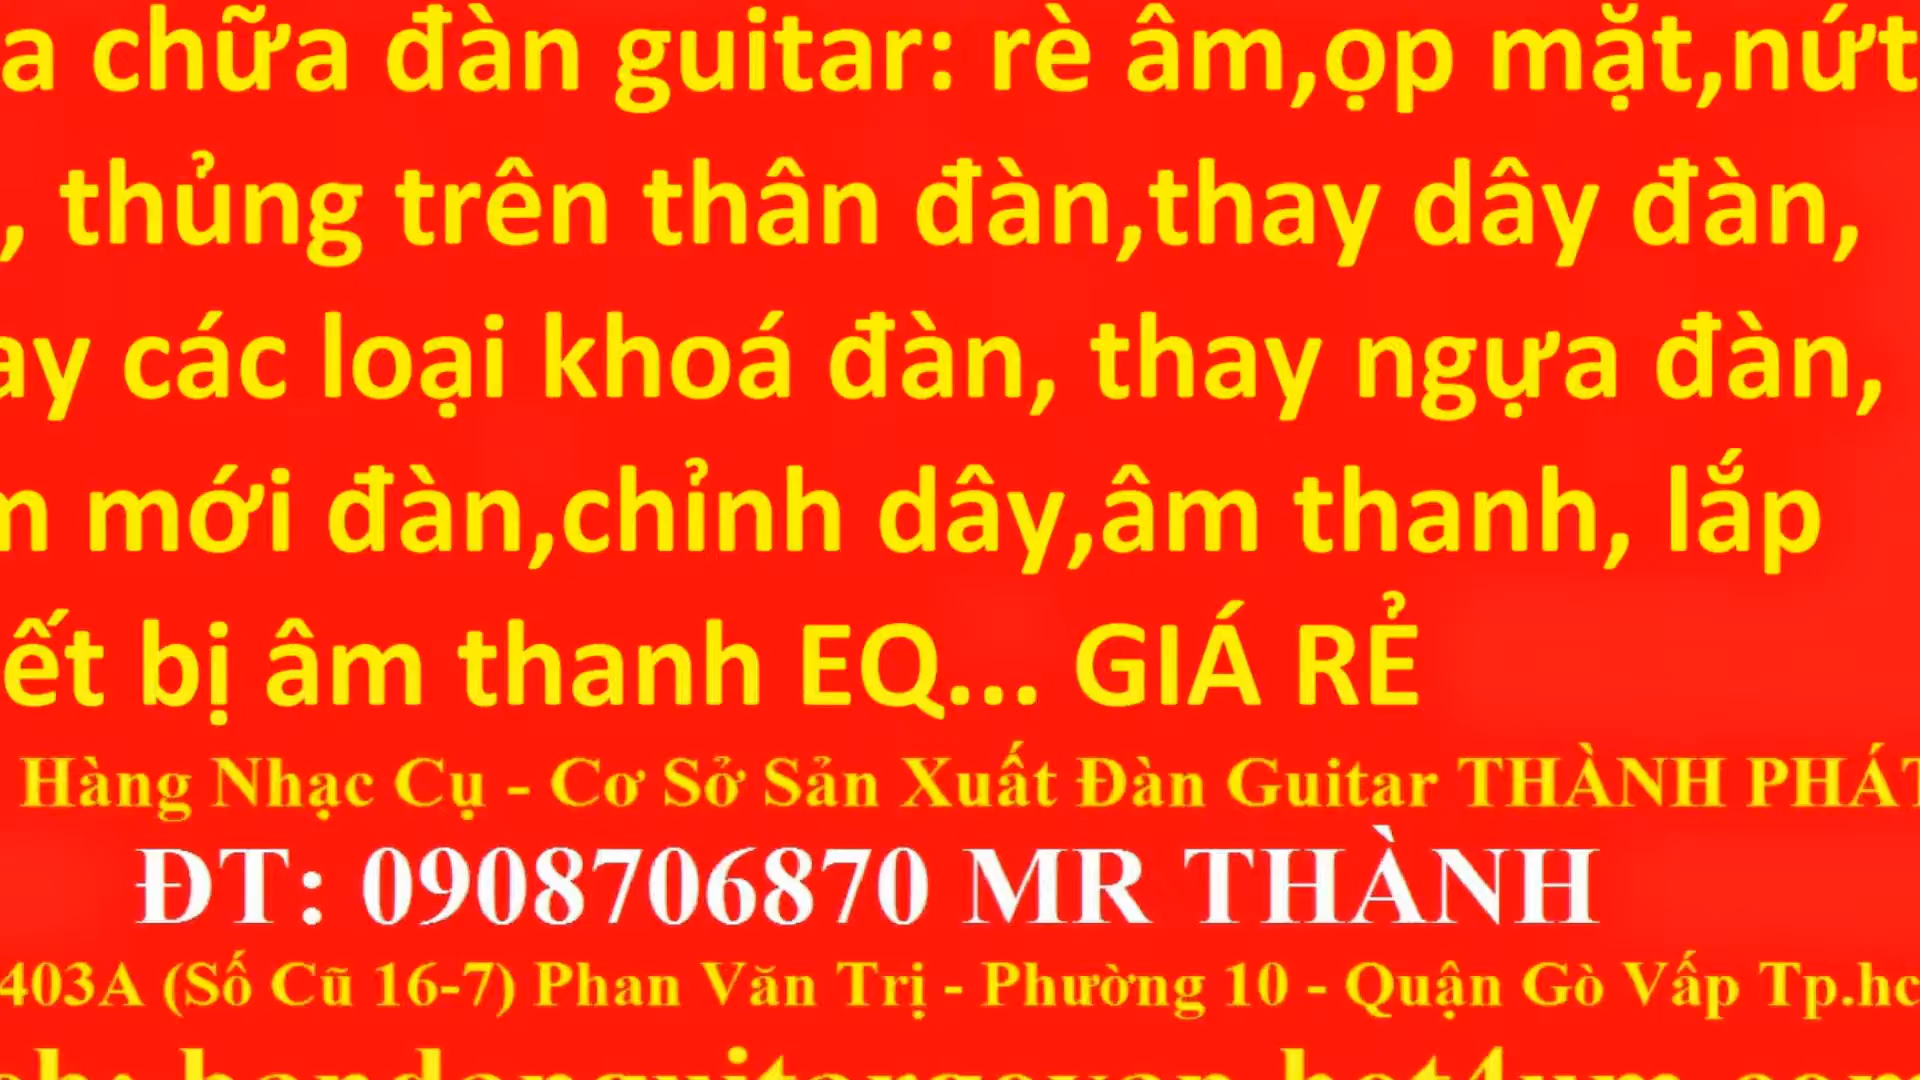 a chữa đàn guitar: rè âm,ọp mặt,nứt
, thủng trên thân đàn,thay dây đàn,
ay các loại khoá đàn, thay ngựa đàn,
m mới đàn,chỉnh dây,âm thanh, lắp
ết bị âm thanh EQ... GIÁ RẺ
Hàng Nhạc Cụ - Cơ Sở Sản Xuất Đàn Guitar THÀNH PHÁT
ĐT: 0908706870 MR THÀNH
403A (Số Cũ 16-7) Phan Văn Trị - Phường 10 - Quận Gò Vấp Tp.hc